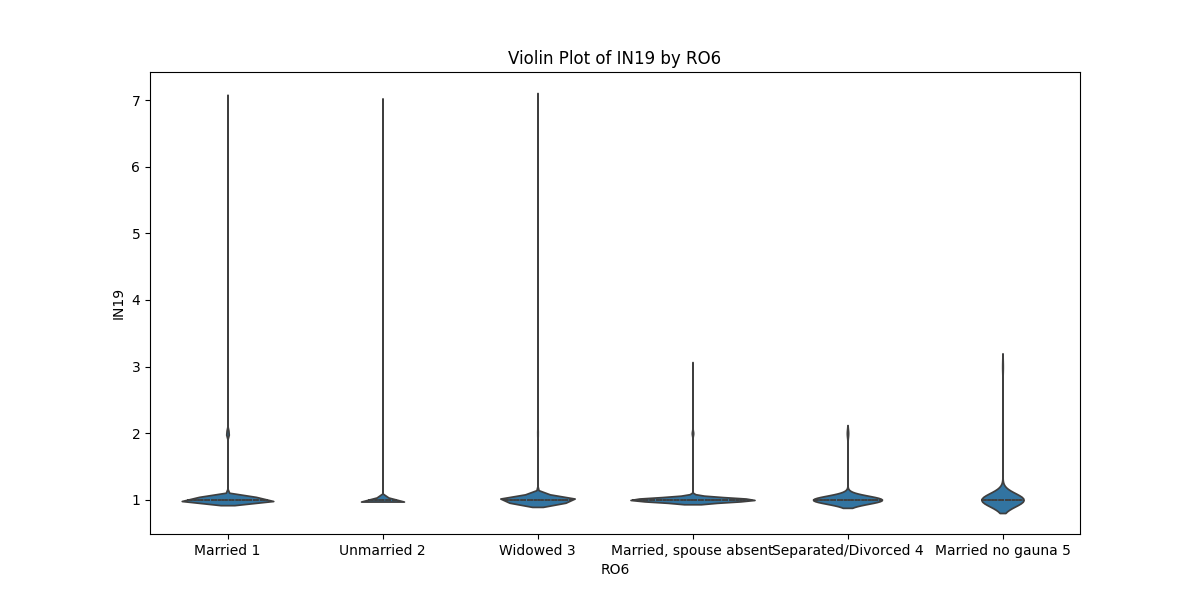 Violin Plot of IN19 by RO6
7
6
5
4
3
2
1
IN19
Married 1
Unmarried 2
Widowed 3
Married, spouse absent
Separated/Divorced 4
Married no gauna 5
RO6